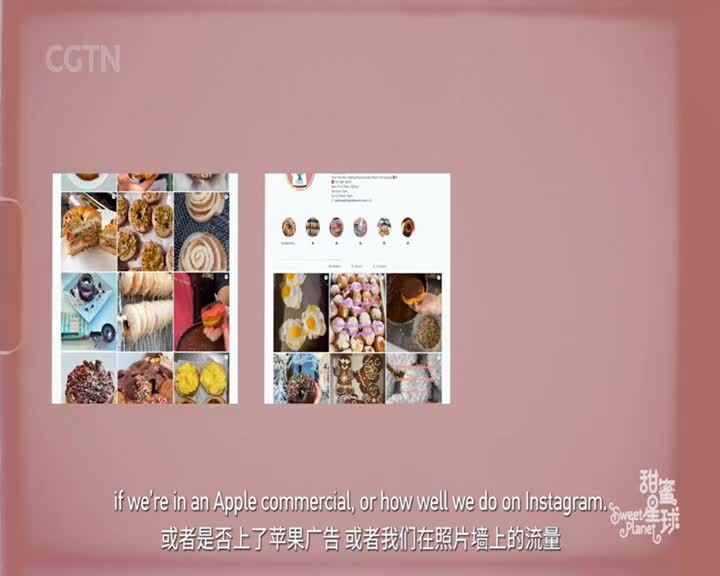 CGTN
if we're in an Apple commercial, or how well we do on Instagram.
或者是否上了苹果广告 或者我们在照片墙上的流量
甜蜜星球
Sweet Planet